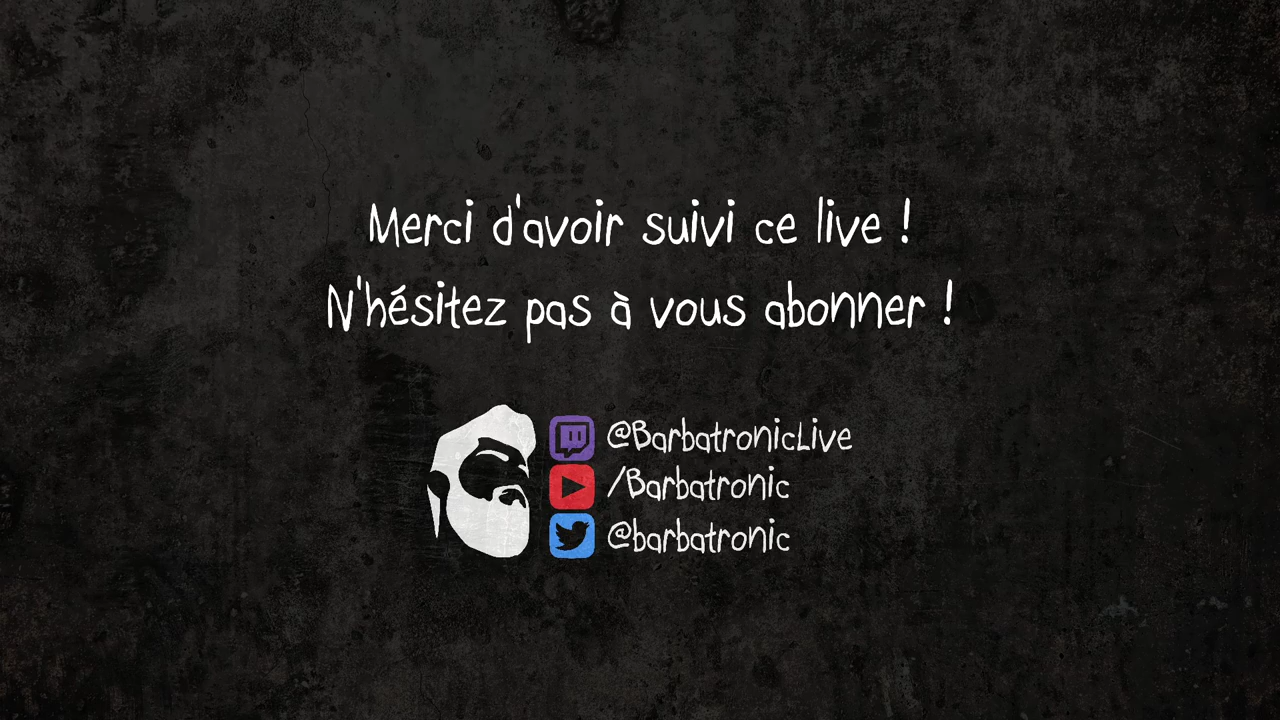 Merci d'avoir suivi ce live !
N'hésitez pas à vous abonner !
@BarbatronicLive
/Barbatronic
@barbatronic